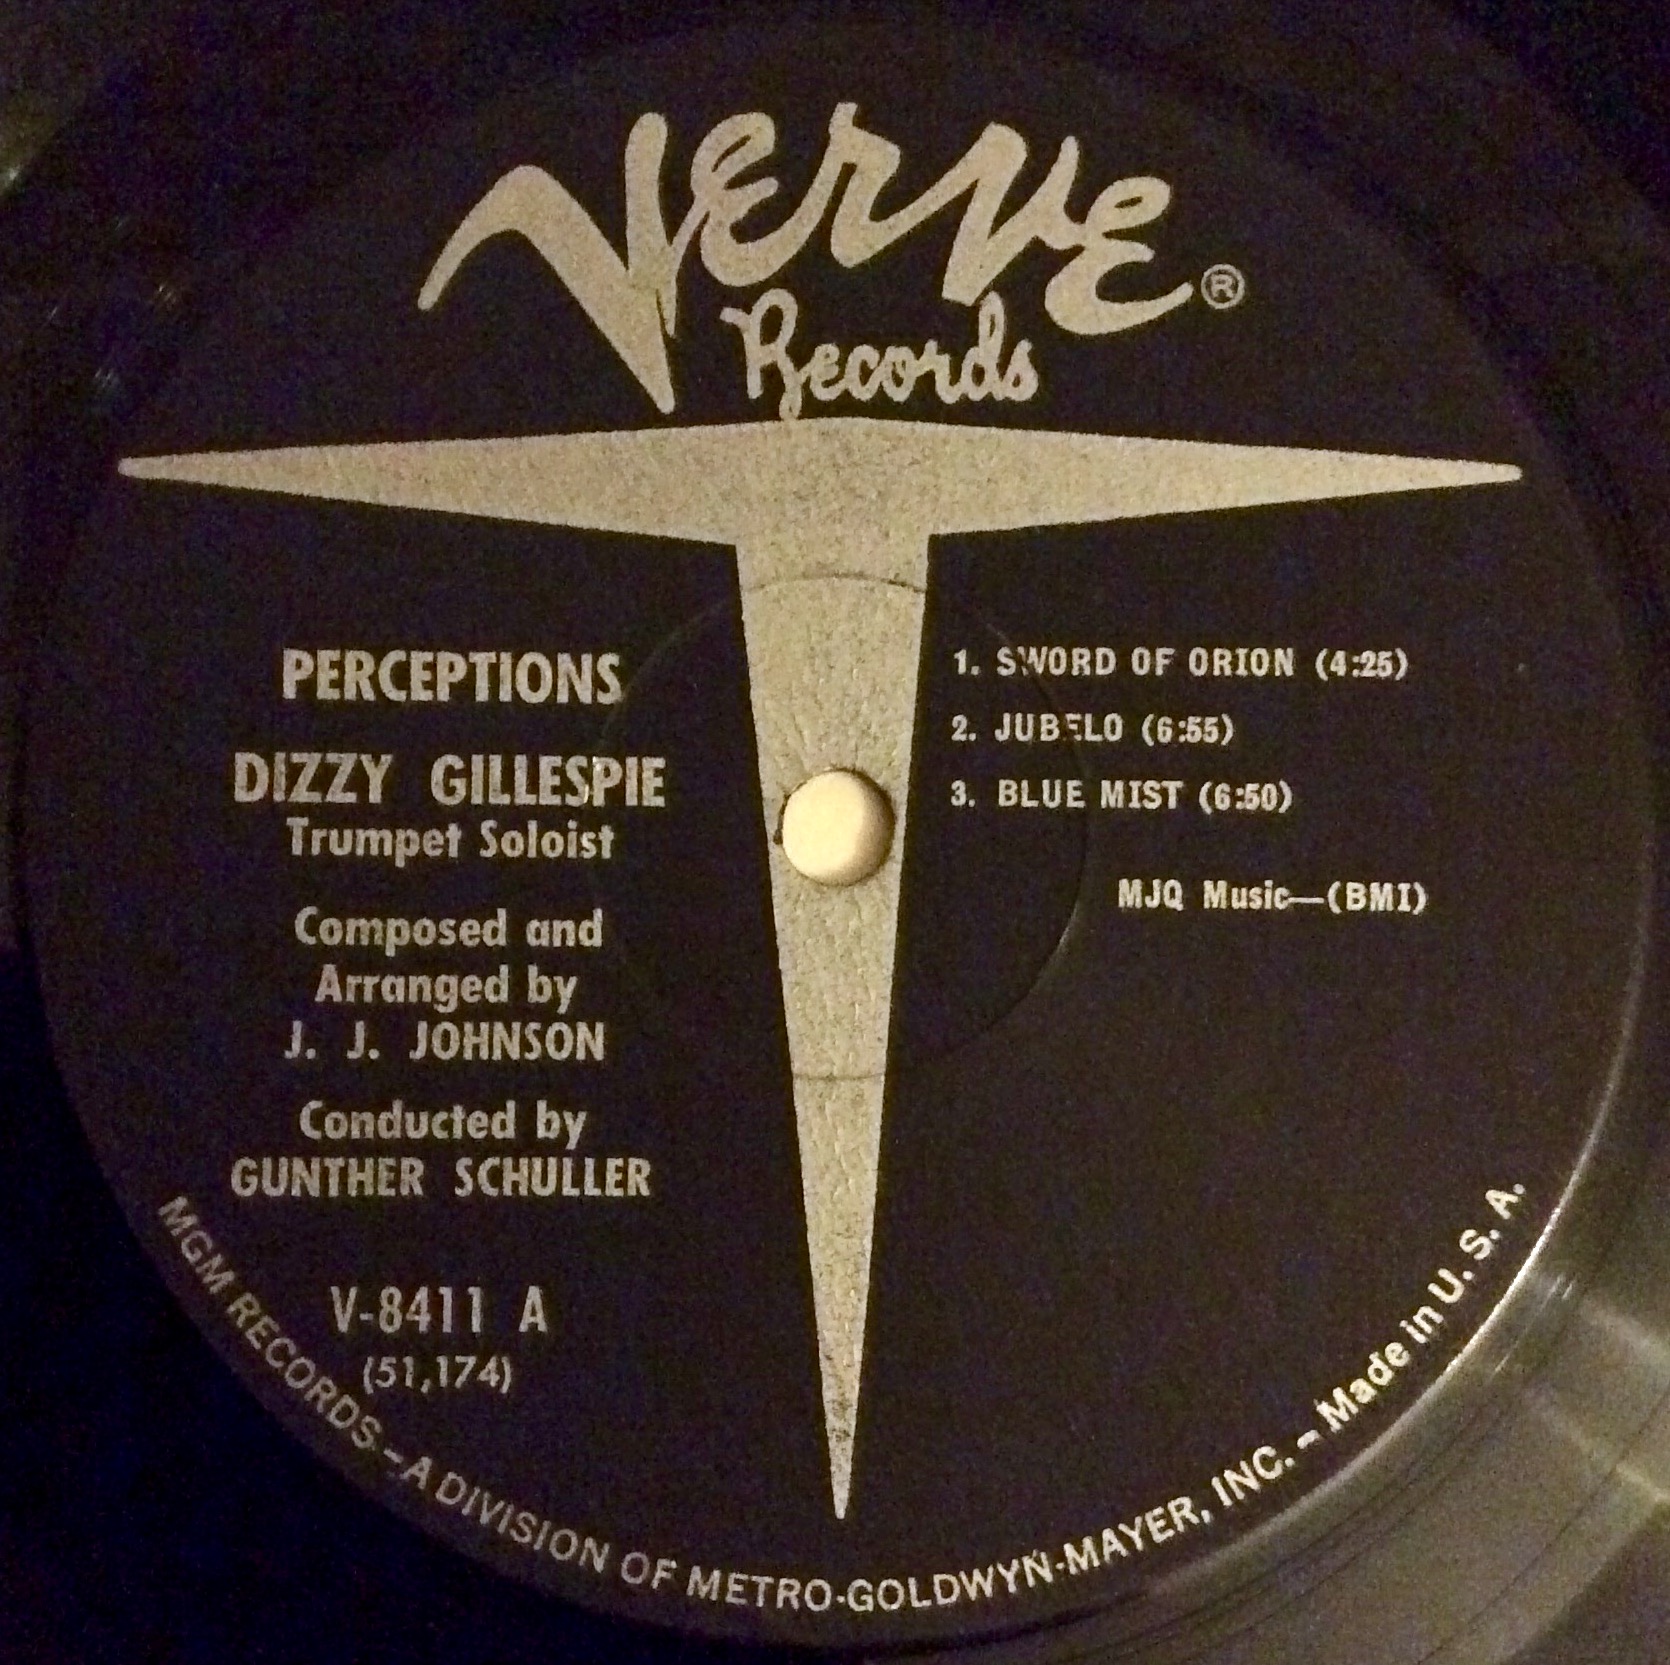 Verve
®
Records
PERCEPTIONS
DIZZY GILLESPIE
Trumpet Soloist
Composed and
Arranged by
J. J. JOHNSON
Conducted by
GUNTHER SCHULLER
V-8411 A
(51,174)
1. SWORD OF ORION (4:25)
2. JUBELO (6:55)
3. BLUE MIST (6:50)
MJQ Music—(BMI)
MGM RECORDS – A DIVISION OF METRO-GOLDWYN-MAYER, INC. – Made in U. S. A.